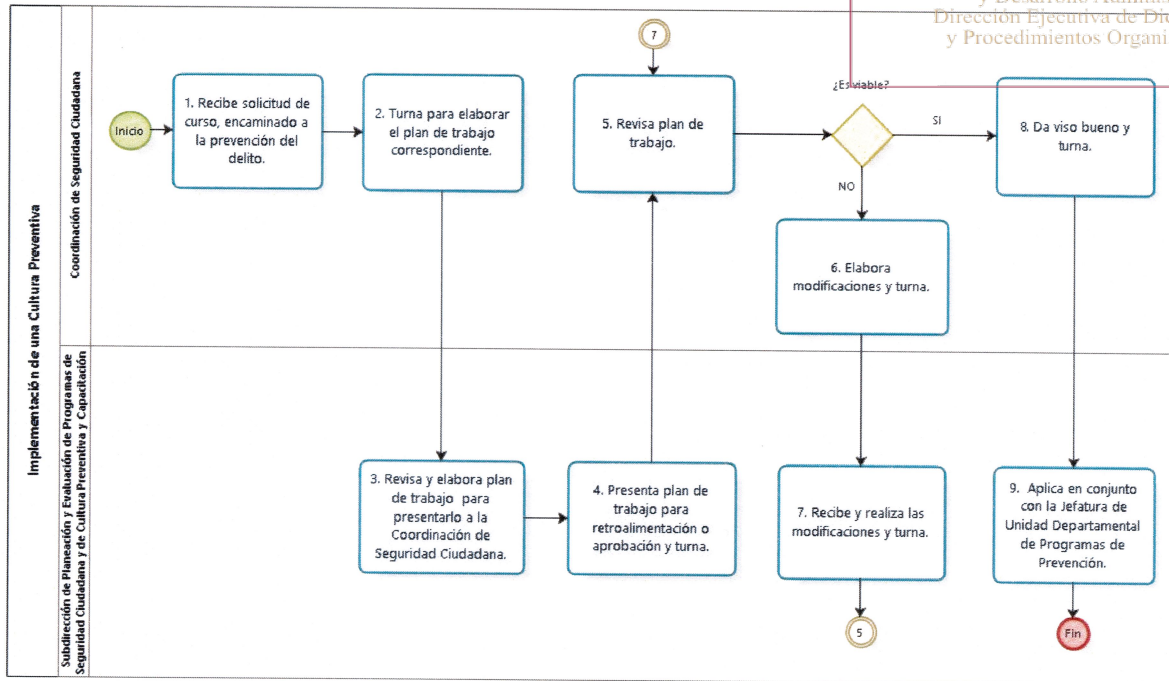 y Desarrollo
Dirección Ejecutiva de
y Procedimientos
Implementación de una Cultura Preventiva
Coordinación de Seguridad Ciudadana
Inicio
1. Recibe solicitud de
curso, encaminado a
la prevención del
delito.
2. Turna para elaborar
el plan de trabajo
correspondiente.
7
5. Revisa plan de
trabajo.
¿Es viable?
SI
NO
8. Da viso bueno y
turna.
6. Elabora
modificaciones y turna.
Subdirección de Planeación y Evaluación de Programas de
Seguridad Ciudadana y de Cultura Preventiva y Capacitación
3. Revisa y elabora plan
de trabajo para
presentarlo a la
Coordinación de
Seguridad Ciudadana.
4. Presenta plan de
trabajo para
retroalimentación o
aprobación y turna.
7. Recibe y realiza las
modificaciones y turna.
5
9. Aplica en conjunto
con la Jefatura de
Unidad Departamental
de Programas de
Prevención.
Fin